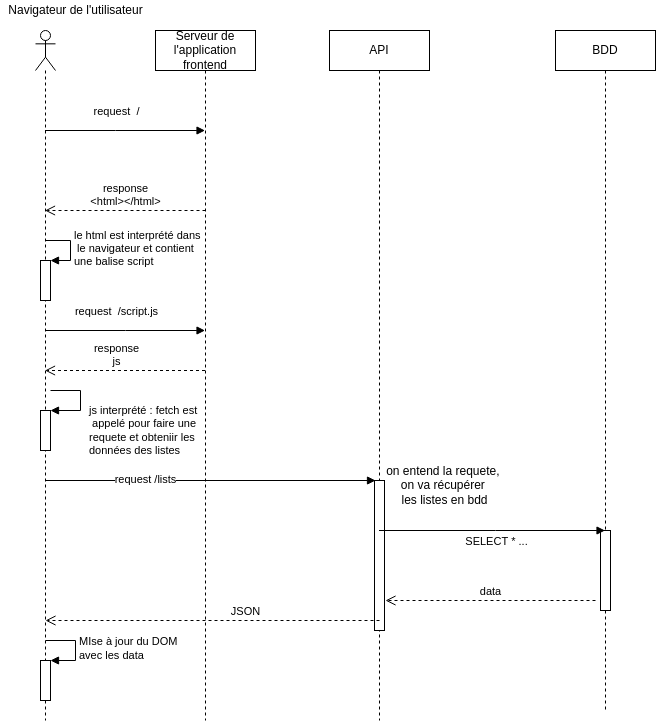 Navigateur de l'utilisateur
Serveur de
l'application
frontend
API
BDD
request /
response
<html></html>
le html est interprété dans
le navigateur et contient
une balise script
request /script.js
response
js
js interprété : fetch est
appelé pour faire une
requete et obteniir les
données des listes
request /lists
on entend la requete,
on va récupérer
les listes en bdd
SELECT * ...
data
JSON
MIse à jour du DOM
avec les data